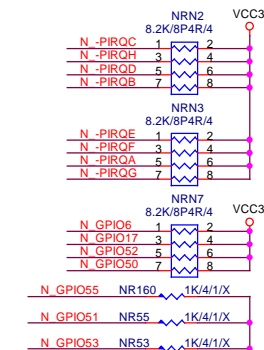 NRN2 VCC3
8.2K/8P4R/4
N_-PIRQC 1 2
N_-PIRQH 3 4
N_-PIRQD 5 6
N_-PIRQB 7 8
NRN3
8.2K/8P4R/4
N_-PIRQE 1 2
N_-PIRQF 3 4
N_-PIRQA 5 6
N_-PIRQG 7 8
NRN7
8.2K/8P4R/4 VCC3
N_GPIO6 1 2
N_GPIO17 3 4
N_GPIO52 5 6
N_GPIO50 7 8
N_GPIO55 NR160 1K/4/1/X
N_GPIO51 NR55 1K/4/1/X
N_GPIO53 NR53 1K/4/1/X